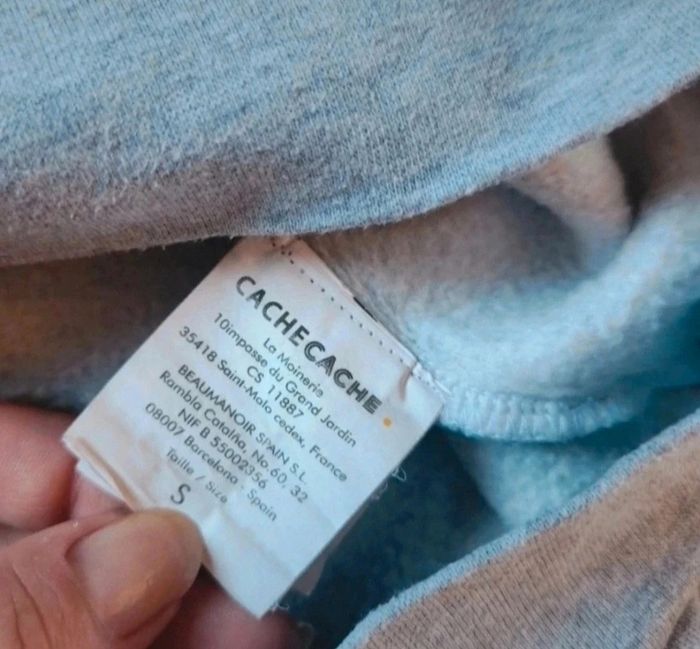 CACHECACHE.
La Moinerie
10impasse du Grand Jardin
CS 11887
35418 Saint-Malo cedex, France
BEAUMANOIR SPAIN S.L.
Rambla Cataína, No.60, 32
NIF B 55002356
08007 Barcelona - Spain
Taille / Size
S